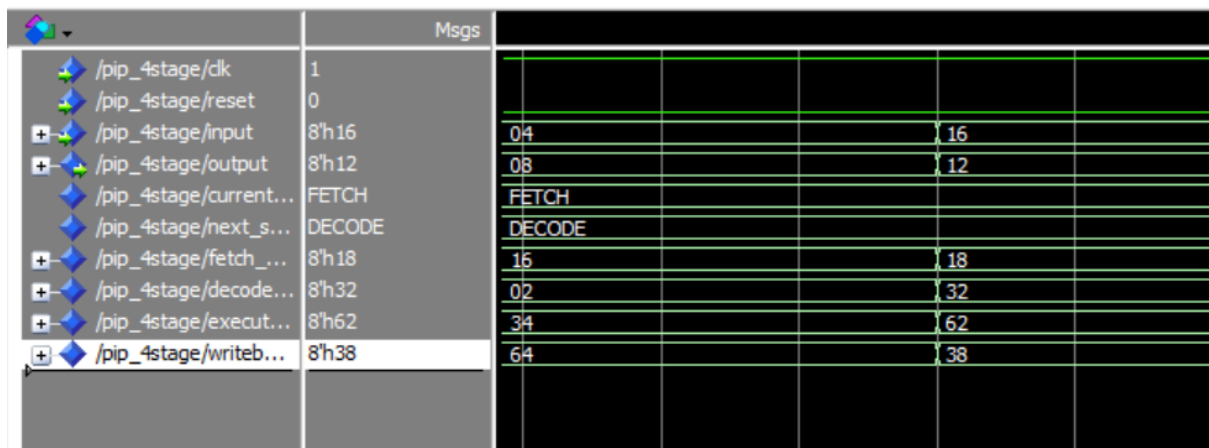 Msgs
/pip_4stage/clk 1
/pip_4stage/reset 0
/pip_4stage/input 8'h16 04 16
/pip_4stage/output 8'h12 08 12
/pip_4stage/current... FETCH FETCH
/pip_4stage/next_s... DECODE DECODE
/pip_4stage/fetch_... 8'h18 16 18
/pip_4stage/decode... 8'h32 02 32
/pip_4stage/execut... 8'h62 34 62
/pip_4stage/writeb... 8'h38 64 38